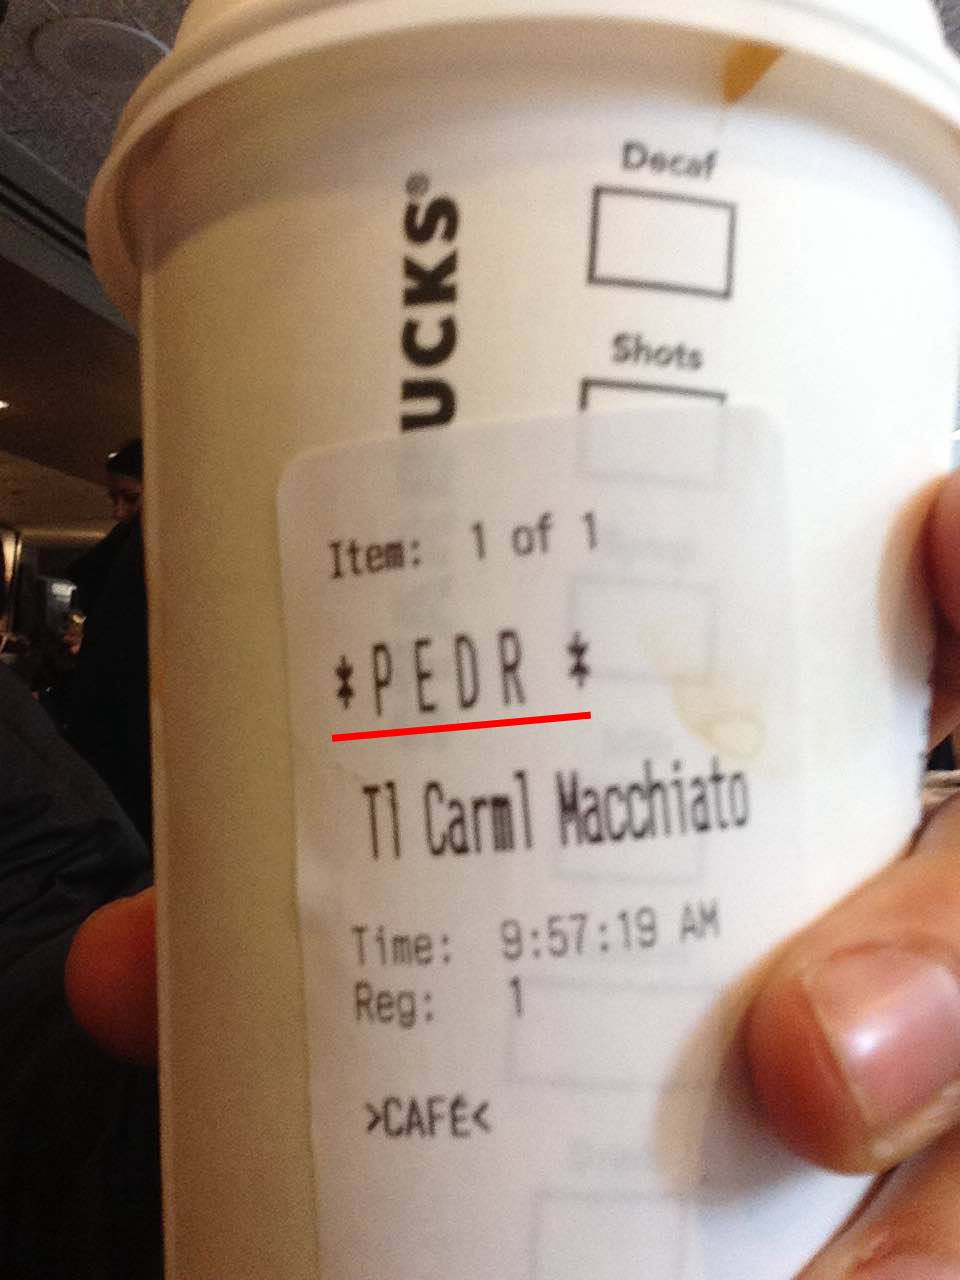 UCKS®
Decaf
Shots
Item: 1 of 1
*PEDR *
Tl Carml Macchiato
Time: 9:57:19 AM
Reg: 1
>CAFÉ<